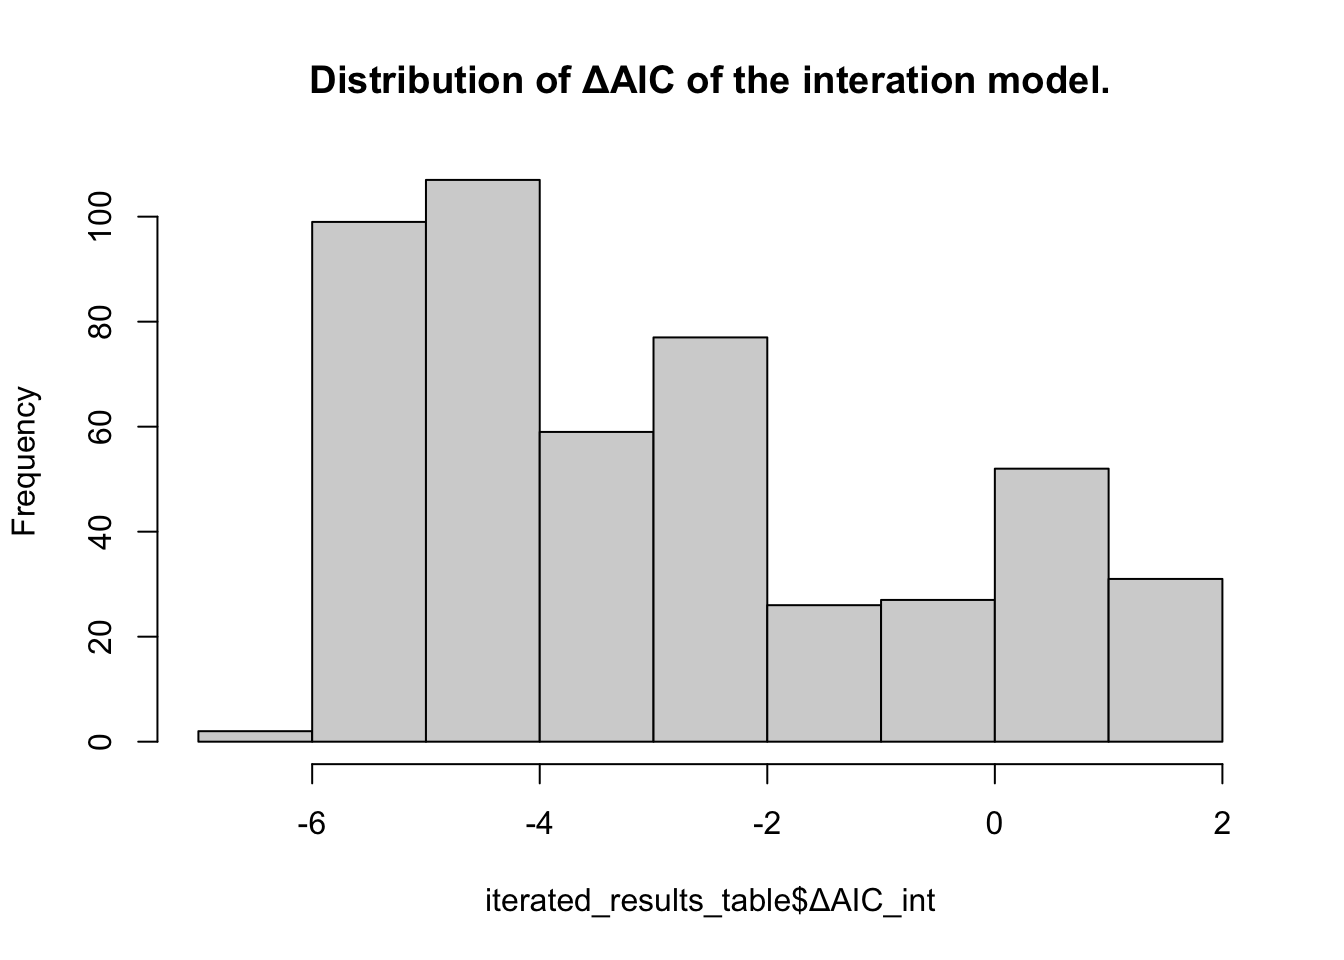 Distribution of ΔAIC of the interation model.
Frequency
100
80
60
40
20
0
-6 -4 -2 0 2
iterated_results_table$ΔAIC_int